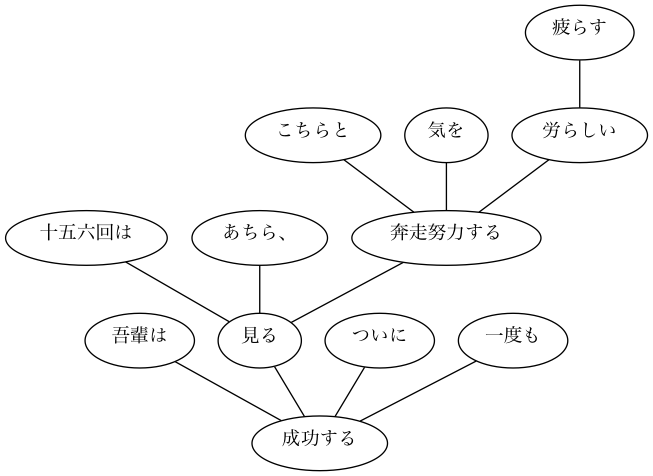 疲らす
こちらと
気を
労らしい
十五六回は
あちら、
奔走努力する
吾輩は
見る
ついに
一度も
成功する